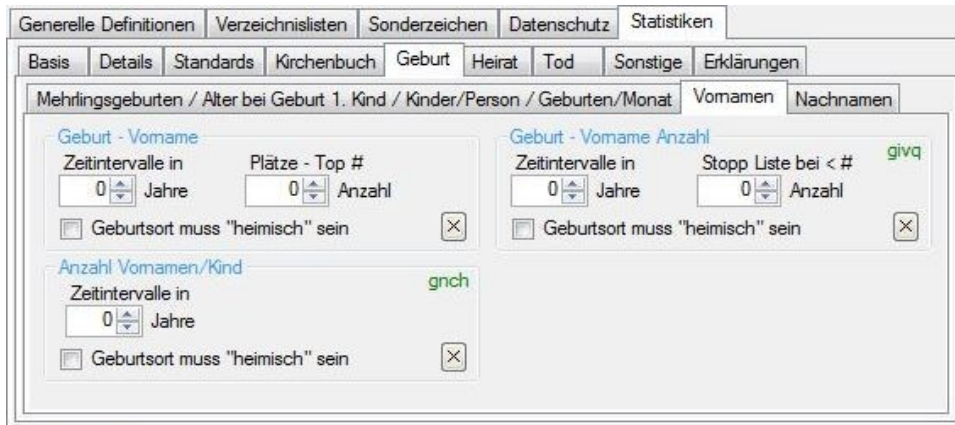 Generelle Definitionen Verzeichnislisten Sonderzeichen Datenschutz Statistiken
Basis Details Standards Kirchenbuch Geburt Heirat Tod Sonstige Erklärungen
Mehrlingsgeburten / Alter bei Geburt 1. Kind / Kinder/Person / Geburten/Monat Vornamen Nachnamen
Geburt - Vorname
Zeitintervalle in Plätze - Top #
0 Jahre 0 Anzahl
Geburtsort muss "heimisch" sein
Geburt - Vorname Anzahl
givq
Zeitintervalle in Stopp Liste bei < #
0 Jahre 0 Anzahl
Geburtsort muss "heimisch" sein
Anzahl Vornamen/Kind
gnch
Zeitintervalle in
0 Jahre
Geburtsort muss "heimisch" sein